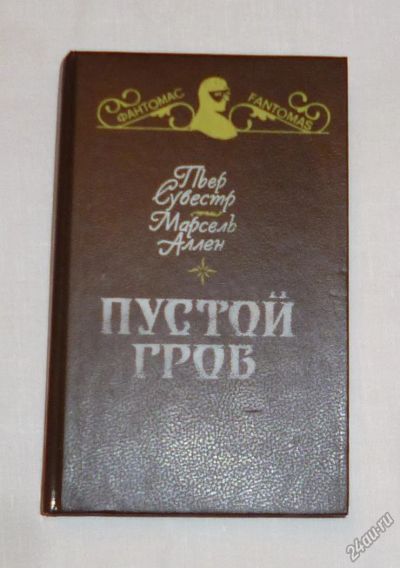 ФАНТОМАС FANTOMAS
Пьер
Сувестр
Марсель
Аллен
ПУСТОЙ
ГРОБ
24au.ru